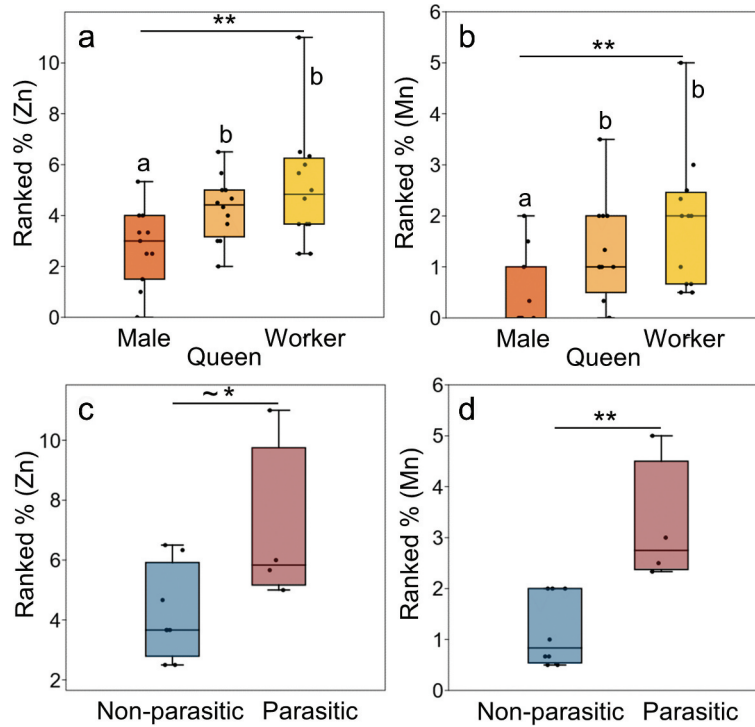 a
**
Ranked % (Zn)
10
8
6
4
2
0
a
b
b
Male
Queen
Worker
b
**
Ranked % (Mn)
6
5
4
3
2
1
0
a
b
b
Male
Queen
Worker
c
~ *
Ranked % (Zn)
10
8
6
4
2
Non-parasitic
Parasitic
d
**
Ranked % (Mn)
6
5
4
3
2
1
0
Non-parasitic
Parasitic